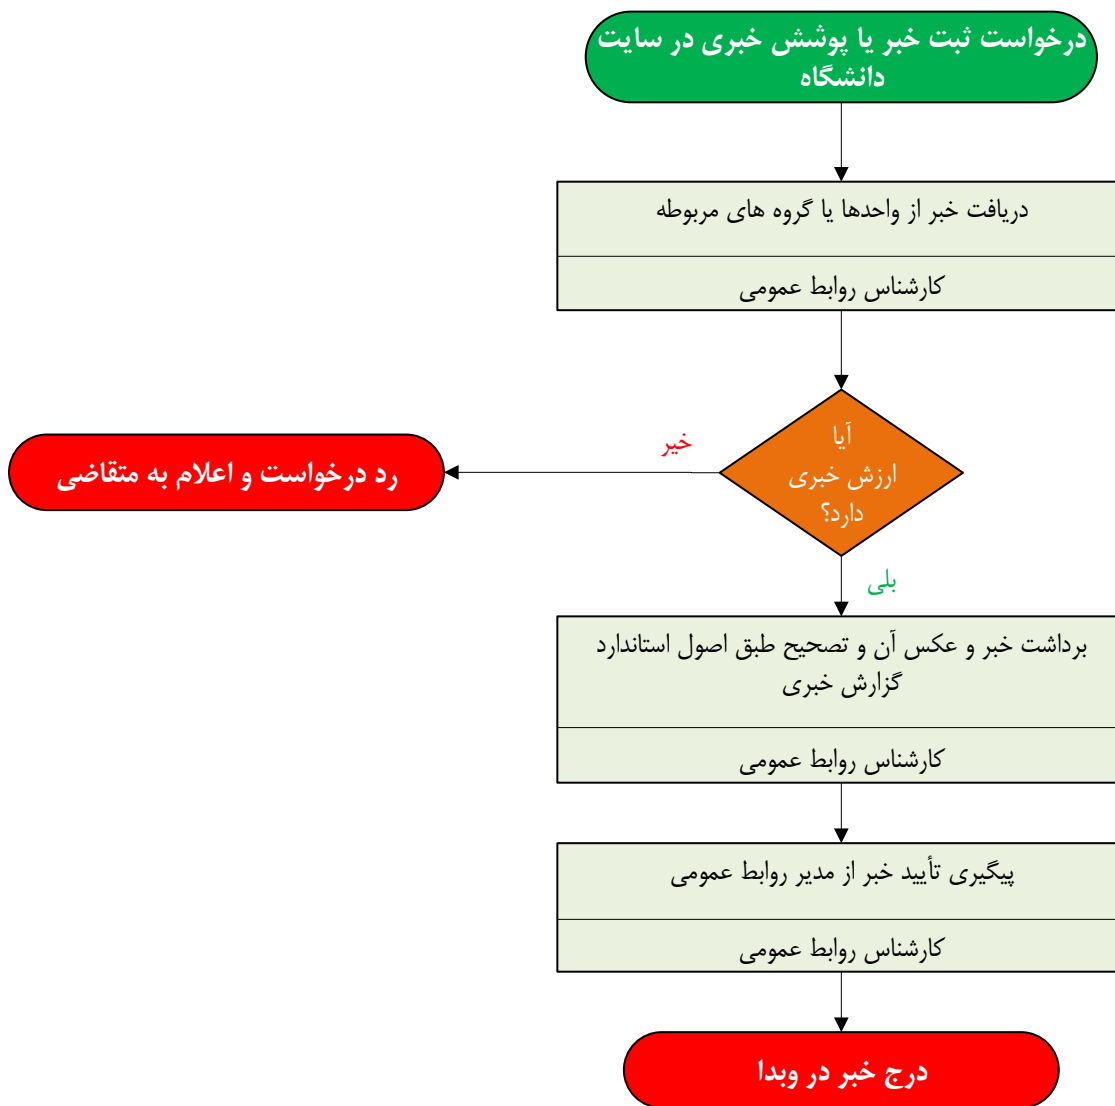 درخواست ثبت خبر یا پوشش خبری در سایت
دانشگاه
دریافت خبر از واحدها یا گروه های مربوطه
کارشناس روابط عمومی
آیا
ارزش خبری
دارد؟
خیر
رد درخواست و اعلام به متقاضی
بلی
برداشت خبر و عکس آن و تصحیح طبق اصول استاندارد
گزارش خبری
کارشناس روابط عمومی
پیگیری تأیید خبر از مدیر روابط عمومی
کارشناس روابط عمومی
درج خبر در وبدا